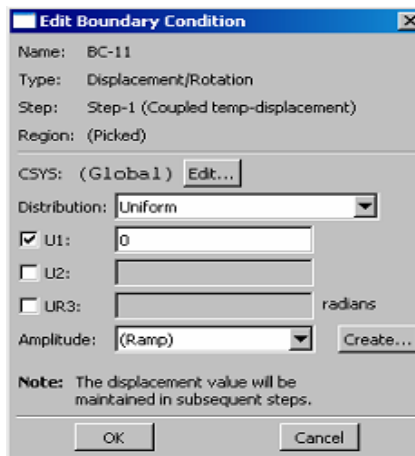 Edit Boundary Condition
Name: BC-11
Type: Displacement/Rotation
Step: Step-1 (Coupled temp-displacement)
Region: (Picked)
CSYS: (Global) Edit...
Distribution: Uniform
U1: 0
U2:
UR3: radians
Amplitude: (Ramp) Create...
Note: The displacement value will be
maintained in subsequent steps.
OK Cancel